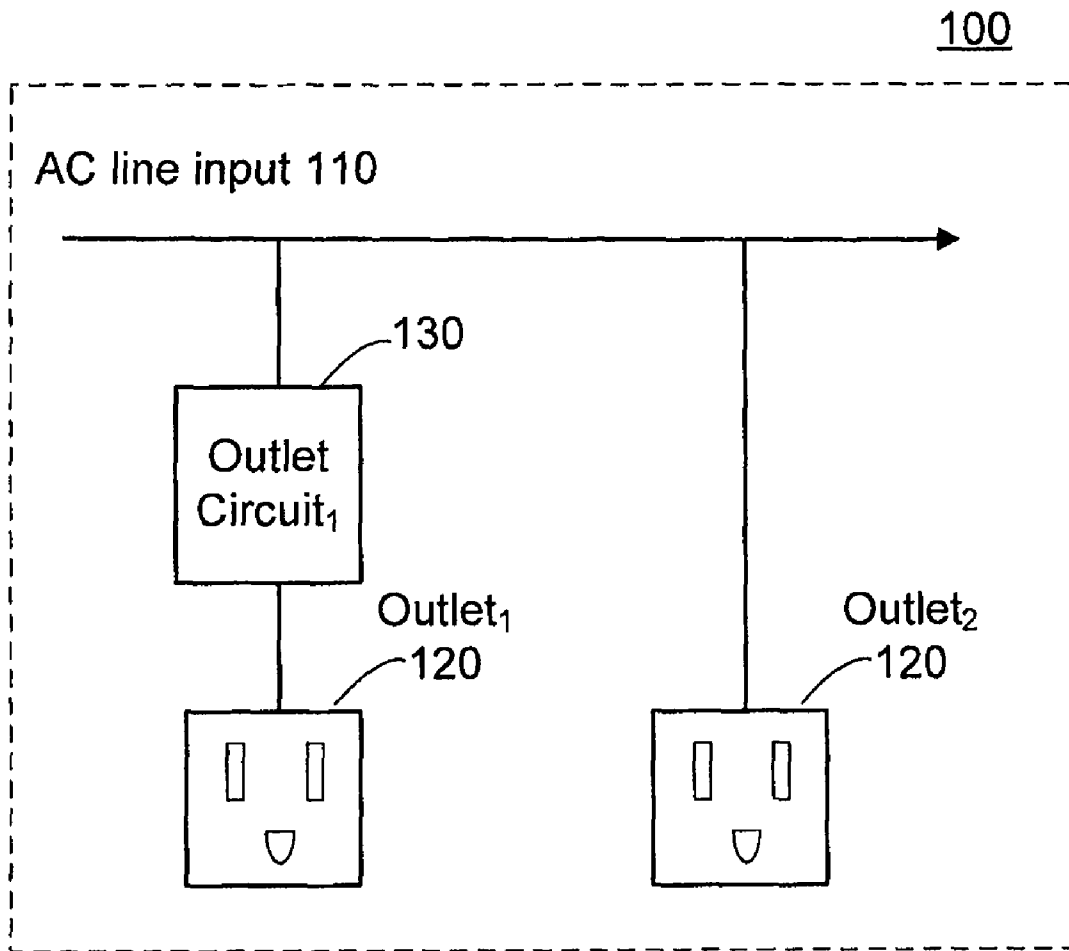 100
AC line input 110
130
Outlet
Circuit₁
Outlet₁
120
Outlet₂
120